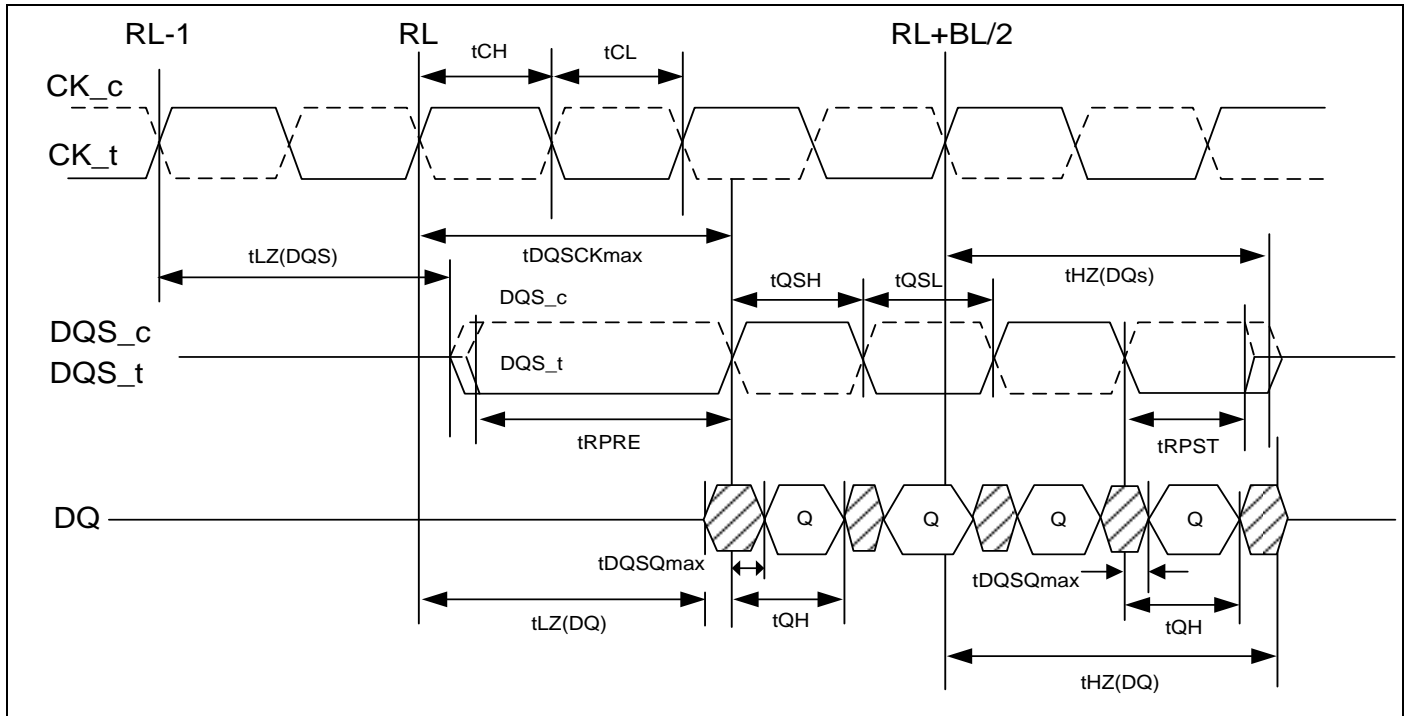 RL-1 RL RL+BL/2
tCH tCL
CK_c
CK_t
tLZ(DQS) tDQSCKmax tHZ(DQs)
tQSH tQSL
DQS_c
DQS_c
DQS_t
DQS_t
tRPRE tRPST
DQ Q Q Q Q
tDQSQmax tDQSQmax
tLZ(DQ) tQH tQH
tHZ(DQ)